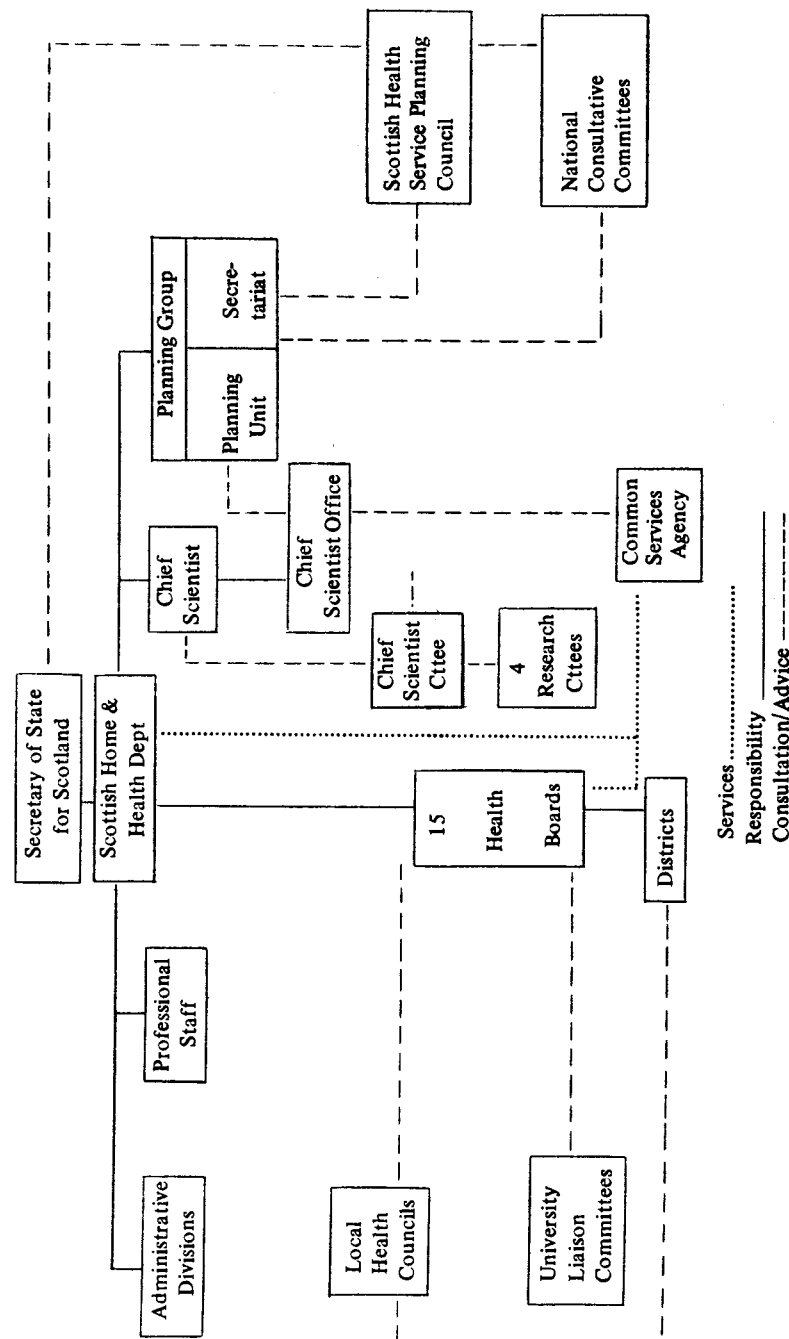 Secretary of State
for Scotland
Scottish Home &
Health Dept
Administrative
Divisions
Professional
Staff
Chief
Scientist
Chief
Scientist Office
Planning Group
Planning
Unit
Secre-
tariat
Scottish Health
Service Planning
Council
National
Consultative
Committees
Chief
Scientist
Cttee
4
Research
Cttees
Common
Services
Agency
15
Health
Boards
Districts
Local
Health
Councils
University
Liaison
Committees
Services
Responsibility
Consultation/Advice